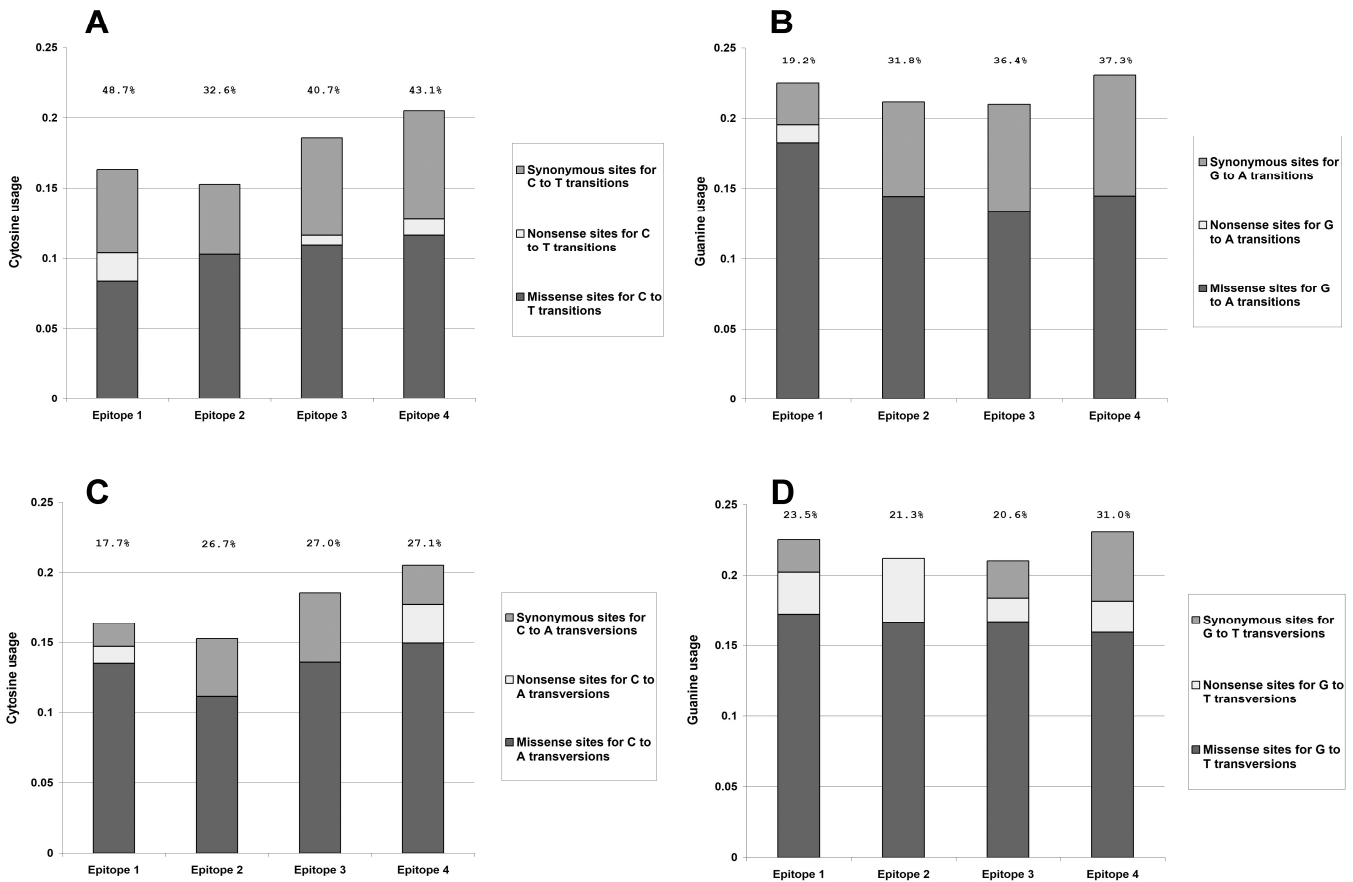 A
0.25
48.7%
32.6%
40.7%
43.1%
0.2
0.15
0.1
0.05
0
Cytosine usage
Epitope 1
Epitope 2
Epitope 3
Epitope 4
Synonymous sites for
C to T transitions
Nonsense sites for C
to T transitions
Missense sites for C to
T transitions
B
0.25
19.2%
31.8%
36.4%
37.3%
0.2
0.15
0.1
0.05
0
Guanine usage
Epitope 1
Epitope 2
Epitope 3
Epitope 4
Synonymous sites for
G to A transitions
Nonsense sites for G
to A transitions
Missense sites for G
to A transitions
C
0.25
17.7%
26.7%
27.0%
27.1%
0.2
0.15
0.1
0.05
0
Cytosine usage
Epitope 1
Epitope 2
Epitope 3
Epitope 4
Synonymous sites for
C to A transversions
Nonsense sites for C to
A transversions
Missense sites for C to
A transversions
D
0.25
23.5%
21.3%
20.6%
31.0%
0.2
0.15
0.1
0.05
0
Guanine usage
Epitope 1
Epitope 2
Epitope 3
Epitope 4
Synonymous sites for
G to T transversions
Nonsense sites for G to
T transversions
Missense sites for G to
T transversions